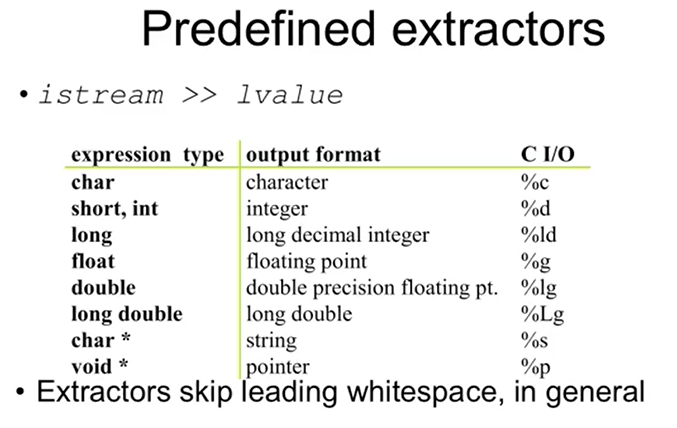 Predefined extractors
• istream >> lvalue
expression type output format C I/O
char character %c
short, int integer %d
long long decimal integer %ld
float floating point %g
double double precision floating pt. %lg
long double long double %Lg
char * string %s
void * pointer %p
• Extractors skip leading whitespace, in general